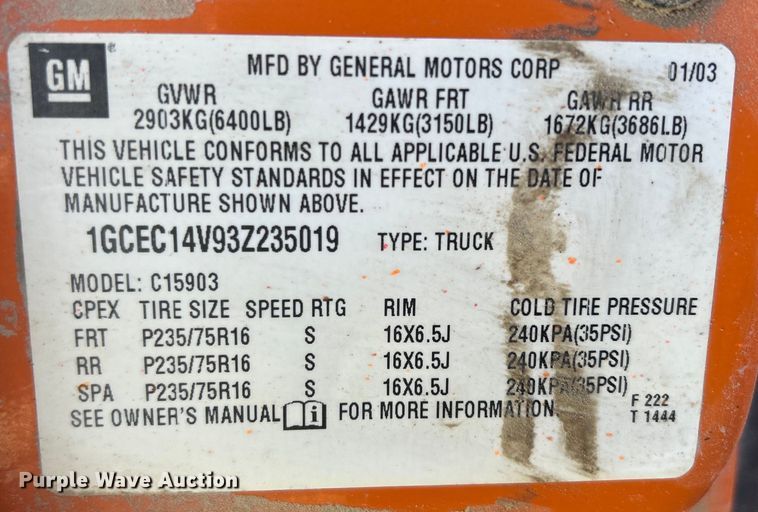 GM
MFD BY GENERAL MOTORS CORP 01/03
GVWR GAWR FRT GAWR RR
2903KG(6400LB) 1429KG(3150LB) 1672KG(3686LB)
THIS VEHICLE CONFORMS TO ALL APPLICABLE U.S. FEDERAL MOTOR
VEHICLE SAFETY STANDARDS IN EFFECT ON THE DATE OF
MANUFACTURE SHOWN ABOVE.
1GCEC14V93Z235019 TYPE: TRUCK
MODEL: C15903
CPEX TIRE SIZE SPEED RTG RIM COLD TIRE PRESSURE
FRT P235/75R16 S 16X6.5J 240KPA(35PSI)
RR P235/75R16 S 16X6.5J 240KPA(35PSI)
SPA P235/75R16 S 16X6.5J 240KPA(35PSI)
SEE OWNER'S MANUAL i FOR MORE INFORMATION. F 222
T 1444
Purple Wave Auction